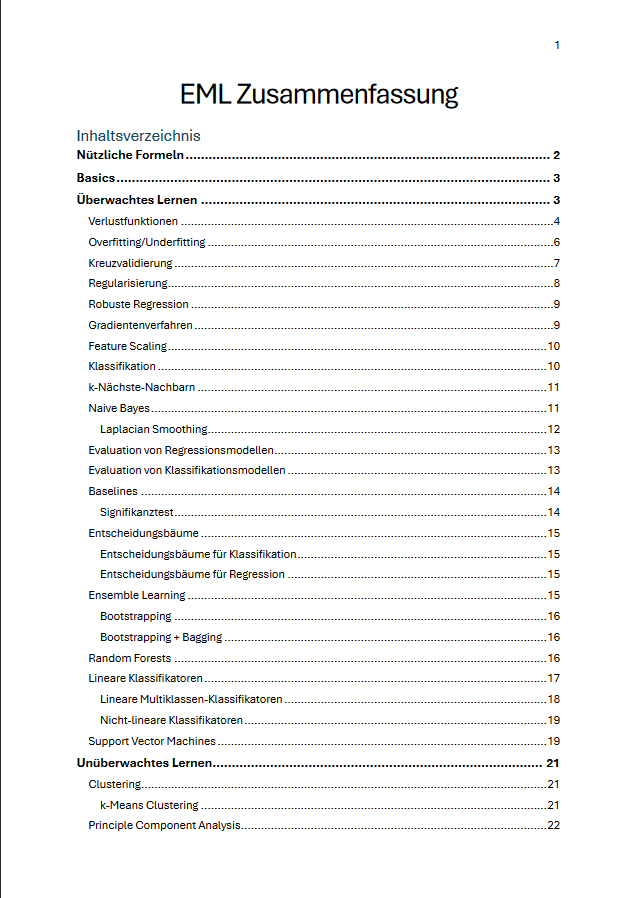 1
EML Zusammenfassung
Inhaltsverzeichnis
Nützliche Formeln ... 2
Basics ... 3
Überwachtes Lernen ... 3
Verlustfunktionen ... 4
Overfitting/Underfitting ... 6
Kreuzvalidierung ... 7
Regularisierung ... 8
Robuste Regression ... 9
Gradientenverfahren ... 9
Feature Scaling ... 10
Klassifikation ... 10
k-Nächste-Nachbarn ... 11
Naive Bayes ... 11
Laplacian Smoothing ... 12
Evaluation von Regressionsmodellen ... 13
Evaluation von Klassifikationsmodellen ... 13
Baselines ... 14
Signifikanztest ... 14
Entscheidungsbäume ... 15
Entscheidungsbäume für Klassifikation ... 15
Entscheidungsbäume für Regression ... 15
Ensemble Learning ... 15
Bootstrapping ... 16
Bootstrapping + Bagging ... 16
Random Forests ... 16
Lineare Klassifikatoren ... 17
Lineare Multiklassen-Klassifikatoren ... 18
Nicht-lineare Klassifikatoren ... 19
Support Vector Machines ... 19
Unüberwachtes Lernen ... 21
Clustering ... 21
k-Means Clustering ... 21
Principle Component Analysis ... 22